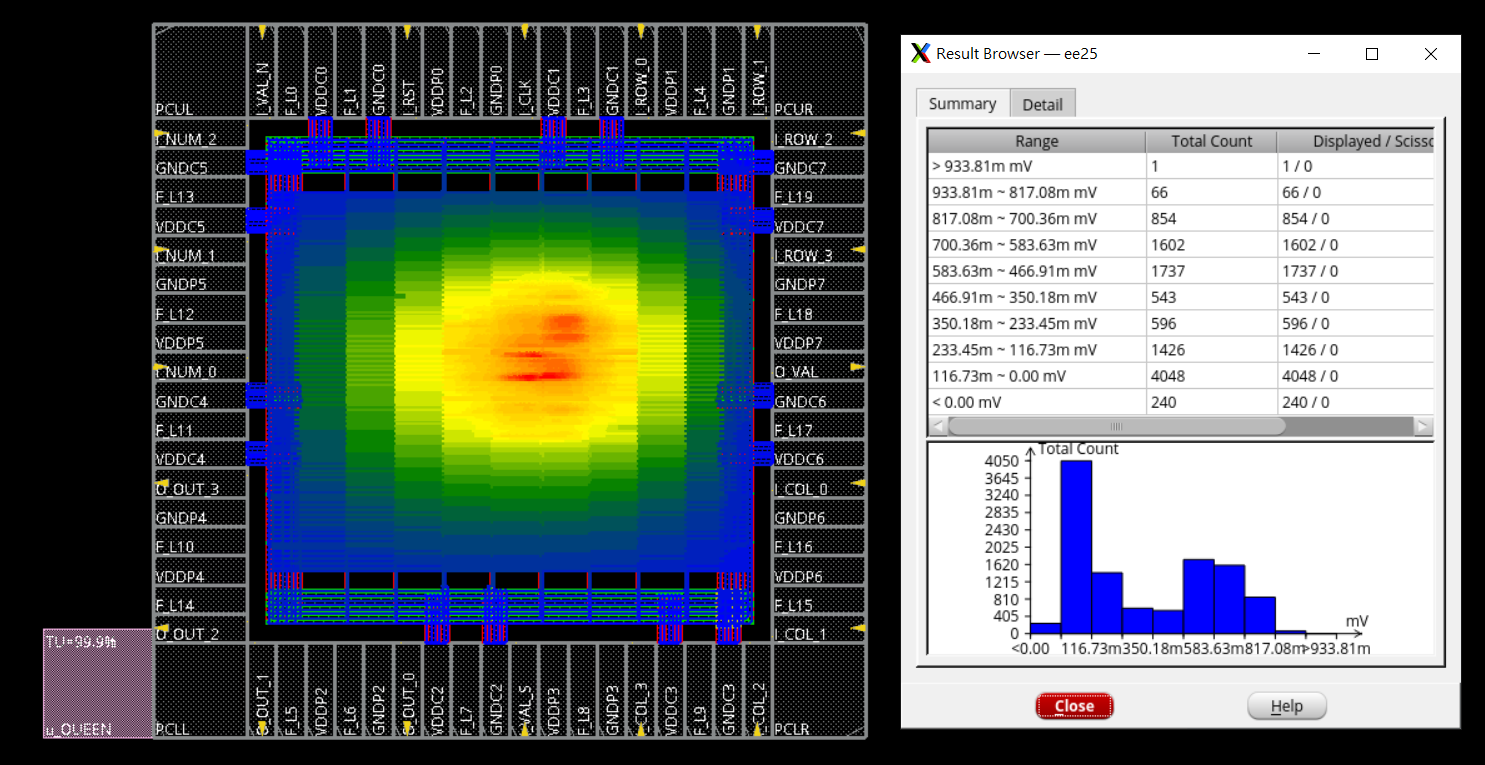 PCUL
I_VAL_N
F_L0
VDDC0
F_L1
GNDC0
I_RST
VDDP0
F_L2
GNDP0
I_CLK
VDDC1
F_L3
GNDC1
I_ROW_0
VDDP1
F_L4
GNDP1
I_ROW_1
PCUR
I_NUM_2
GNDC5
F_L13
VDDC5
I_NUM_1
GNDP5
F_L12
VDDP5
I_NUM_0
GNDC4
F_L11
VDDC4
O_OUT_3
GNDP4
F_L10
VDDP4
F_L14
O_OUT_2
I_ROW_2
GNDC7
F_L19
VDDC7
I_ROW_3
GNDP7
F_L18
VDDP7
O_VAL
GNDC6
F_L17
VDDC6
I_COL_0
GNDP6
F_L16
VDDP6
F_L15
I_COL_1
TU=99.9%
u_QUEEN
PCLL
O_OUT_1
F_L5
VDDP2
F_L6
GNDP2
O_OUT_0
VDDC2
F_L7
GNDC2
VDDP3
F_L8
GNDP3
I_COL_3
VDDC3
F_L9
GNDC3
I_COL_2
PCLR
Result Browser — ee25
Summary Detail
Range Total Count Displayed / Scissc
> 933.81m mV 1 1 / 0
933.81m ~ 817.08m mV 66 66 / 0
817.08m ~ 700.36m mV 854 854 / 0
700.36m ~ 583.63m mV 1602 1602 / 0
583.63m ~ 466.91m mV 1737 1737 / 0
466.91m ~ 350.18m mV 543 543 / 0
350.18m ~ 233.45m mV 596 596 / 0
233.45m ~ 116.73m mV 1426 1426 / 0
116.73m ~ 0.00 mV 4048 4048 / 0
< 0.00 mV 240 240 / 0
Total Count
4050
3645
3240
2835
2430
2025
1620
1215
810
405
0
mV
<0.00 116.73m 350.18m 583.63m 817.08m >933.81m
Close Help